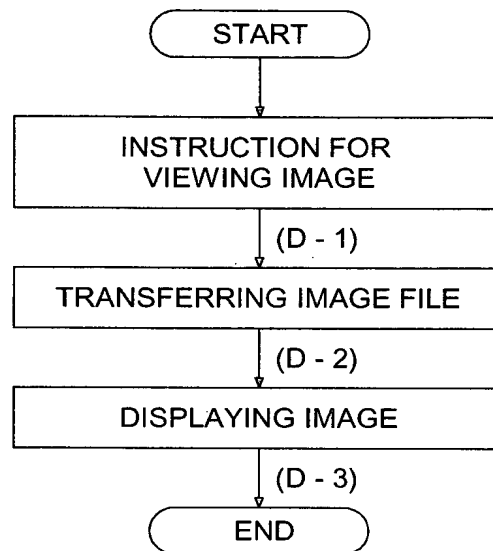 START
INSTRUCTION FOR
VIEWING IMAGE
(D - 1)
TRANSFERRING IMAGE FILE
(D - 2)
DISPLAYING IMAGE
(D - 3)
END